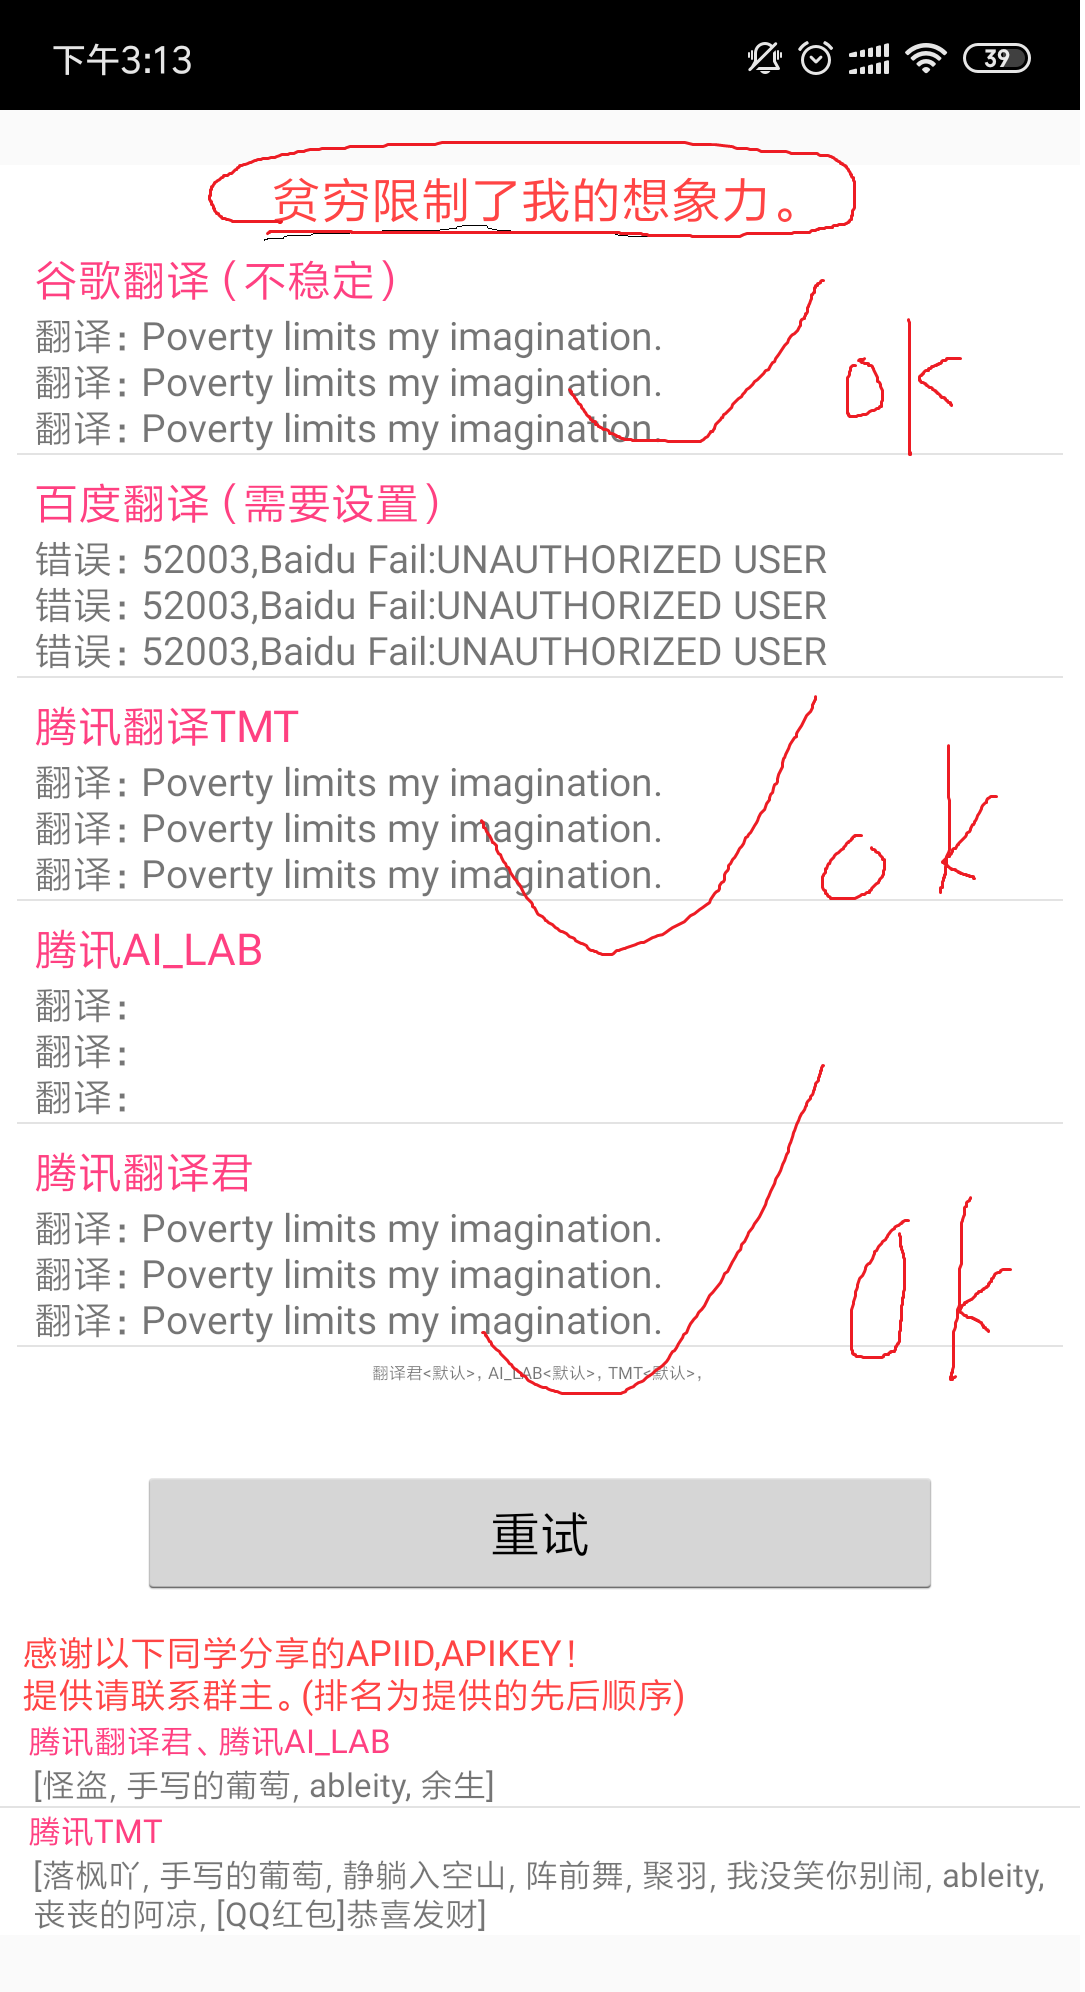 下午3:13
39
贫穷限制了我的想象力。
谷歌翻译（不稳定）
翻译：Poverty limits my imagination.
翻译：Poverty limits my imagination.
翻译：Poverty limits my imagination.
ok
百度翻译（需要设置）
错误：52003,Baidu Fail:UNAUTHORIZED USER
错误：52003,Baidu Fail:UNAUTHORIZED USER
错误：52003,Baidu Fail:UNAUTHORIZED USER
腾讯翻译TMT
翻译：Poverty limits my imagination.
翻译：Poverty limits my imagination.
翻译：Poverty limits my imagination.
ok
腾讯AI_LAB
翻译：
翻译：
翻译：
腾讯翻译君
翻译：Poverty limits my imagination.
翻译：Poverty limits my imagination.
翻译：Poverty limits my imagination.
ok
翻译君<默认>，AI_LAB<默认>，TMT<默认>，
重试
感谢以下同学分享的APIID,APIKEY！
提供请联系群主。(排名为提供的先后顺序)
腾讯翻译君、腾讯AI_LAB
[怪盗, 手写的葡萄, ableity, 余生]
腾讯TMT
[落枫吖, 手写的葡萄, 静躺入空山, 阵前舞, 聚羽, 我没笑你别闹, ableity,
丧丧的阿凉, [QQ红包]恭喜发财]